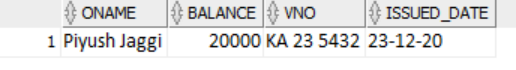 ONAME BALANCE VNO ISSUED_DATE
1 Piyush Jaggi 20000 KA 23 5432 23-12-20